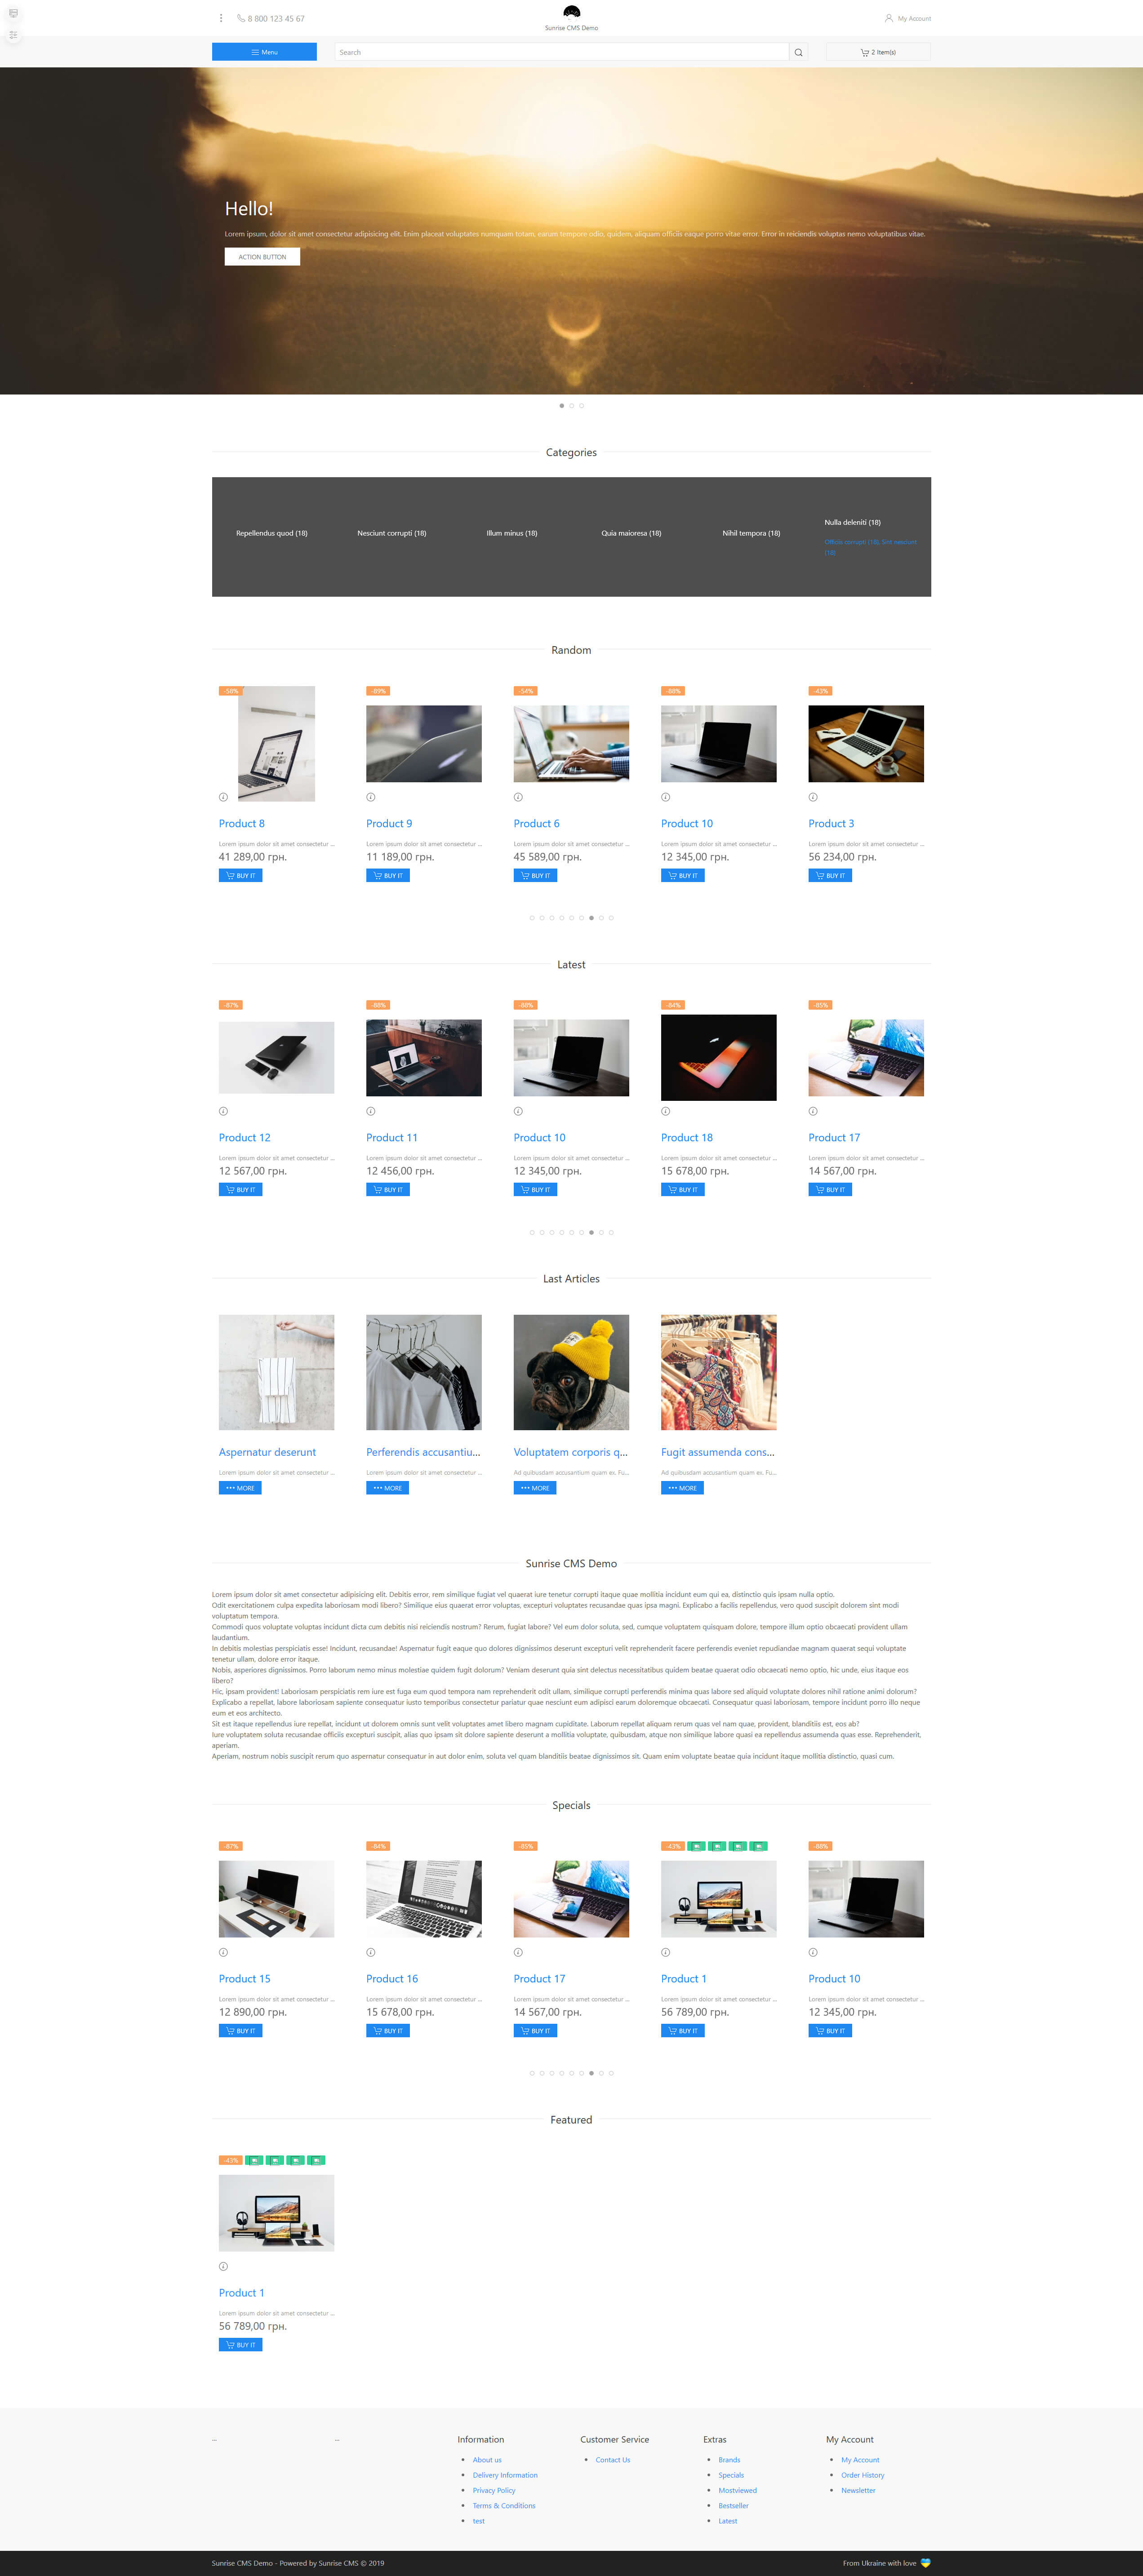 8 800 123 45 67
Sunrise CMS Demo
My Account
Menu
Search
2 Item(s)
Hello!
Lorem ipsum, dolor sit amet consectetur adipisicing elit. Enim placeat voluptates numquam totam, earum tempore odio, quidem, aliquam officiis eaque porro vitae error. Error in reiciendis voluptas nemo voluptatibus vitae.
ACTION BUTTON
Categories
Repellendus quod (18)
Nesciunt corrupti (18)
Illum minus (18)
Quia maioresa (18)
Nihil tempora (18)
Nulla deleniti (18)
Officia corrupti (18), Sint nesciunt
(18)
Random
-58% -89% -54% -88% -43%
Product 8 Product 9 Product 6 Product 10 Product 3
Lorem ipsum dolor sit amet consectetur ... Lorem ipsum dolor sit amet consectetur ... Lorem ipsum dolor sit amet consectetur ... Lorem ipsum dolor sit amet consectetur ... Lorem ipsum dolor sit amet consectetur ...
41 289,00 грн. 11 189,00 грн. 45 589,00 грн. 12 345,00 грн. 56 234,00 грн.
BUY IT BUY IT BUY IT BUY IT BUY IT
Latest
-87% -88% -88% -84% -85%
Product 12 Product 11 Product 10 Product 18 Product 17
Lorem ipsum dolor sit amet consectetur ... Lorem ipsum dolor sit amet consectetur ... Lorem ipsum dolor sit amet consectetur ... Lorem ipsum dolor sit amet consectetur ... Lorem ipsum dolor sit amet consectetur ...
12 567,00 грн. 12 456,00 грн. 12 345,00 грн. 15 678,00 грн. 14 567,00 грн.
BUY IT BUY IT BUY IT BUY IT BUY IT
Last Articles
Aspernatur deserunt Perferendis accusantiu... Voluptatem corporis q... Fugit assumenda cons...
Lorem ipsum dolor sit amet consectetur ... Lorem ipsum dolor sit amet consectetur ... Ad quibusdam accusantium quam ex. Fu... Ad quibusdam accusantium quam ex. Fu...
MORE MORE MORE MORE
Sunrise CMS Demo
Lorem ipsum dolor sit amet consectetur adipisicing elit. Debitis error, rem similique fugiat vel quaerat iure tenetur corrupti itaque quae mollitia incidunt eum qui ea, distinctio quis ipsam nulla optio.
Odit exercitationem culpa expedita laboriosam modi libero? Similique eius quaerat error voluptas, excepturi voluptates recusandae quas ipsa magni. Explicabo a facilis repellendus, vero quod suscipit dolorem sint modi
voluptatum tempora.
Commodi quos voluptate voluptas incidunt dicta cum debitis nisi reiciendis nostrum? Rerum, fugiat labore? Vel eum dolor soluta, sed, cumque voluptatem quisquam dolore, tempore illum optio obcaecati provident ullam
laudantium.
In debitis molestias perspiciatis esse! Incidunt, recusandae! Aspernatur fugit eaque quo dolores dignissimos deserunt excepturi velit reprehenderit facere perferendis eveniet repudiandae magnam quaerat sequi voluptate
tenetur ullam, dolore error itaque.
Nobis, asperiores dignissimos. Porro laborum nemo minus molestiae quidem fugit dolorum? Veniam deserunt quia sint delectus necessitatibus quidem beatae quaerat odio obcaecati nemo optio, hic unde, eius itaque eos
libero?
Hic, ipsam provident! Laboriosam perspiciatis rem iure est fuga eum quod tempora nam reprehenderit odit ullam, similique corrupti perferendis minima quas labore sed aliquid voluptate dolores nihil ratione animi dolorum?
Explicabo a repellat, labore laboriosam sapiente consequatur iusto temporibus consectetur pariatur quae nesciunt eum adipisci earum doloremque obcaecati. Consequatur quasi laboriosam, tempore incidunt porro illo neque
eum et eos architecto.
Sit est itaque repellendus iure repellat, incidunt ut dolorem omnis sunt velit voluptates amet libero magnam cupiditate. Laborum repellat aliquam rerum quas vel nam quae, provident, blanditiis est, eos ab?
Iure voluptatem soluta recusandae officiis excepturi suscipit, alias quo ipsam sit dolore sapiente deserunt a mollitia voluptate, quibusdam, atque non similique labore quasi ea repellendus assumenda quas esse. Reprehenderit,
aperiam.
Aperiam, nostrum nobis suscipit rerum quo aspernatur consequatur in aut dolor enim, soluta vel quam blanditiis beatae dignissimos sit. Quam enim voluptate beatae quia incidunt itaque mollitia distinctio, quasi cum.
Specials
-87% -84% -85% -43% -88%
Product 15 Product 16 Product 17 Product 1 Product 10
Lorem ipsum dolor sit amet consectetur ... Lorem ipsum dolor sit amet consectetur ... Lorem ipsum dolor sit amet consectetur ... Lorem ipsum dolor sit amet consectetur ... Lorem ipsum dolor sit amet consectetur ...
12 890,00 грн. 15 678,00 грн. 14 567,00 грн. 56 789,00 грн. 12 345,00 грн.
BUY IT BUY IT BUY IT BUY IT BUY IT
Featured
-43%
Product 1
Lorem ipsum dolor sit amet consectetur ...
56 789,00 грн.
BUY IT
...
...
Information
About us
Delivery Information
Privacy Policy
Terms & Conditions
test
Customer Service
Contact Us
Extras
Brands
Specials
Mostviewed
Bestseller
Latest
My Account
My Account
Order History
Newsletter
Sunrise CMS Demo - Powered by Sunrise CMS © 2019
From Ukraine with love